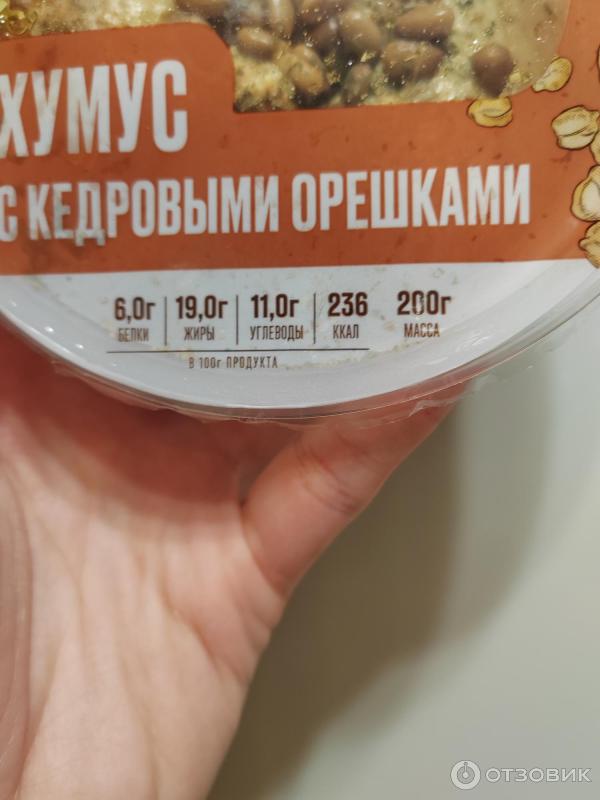 ХУМУС
С КЕДРОВЫМИ ОРЕШКАМИ
6,0г 19,0г 11,0г 236 200г
БЕЛКИ ЖИРЫ УГЛЕВОДЫ ККАЛ МАССА
В 100г ПРОДУКТА
ОТЗОВИК